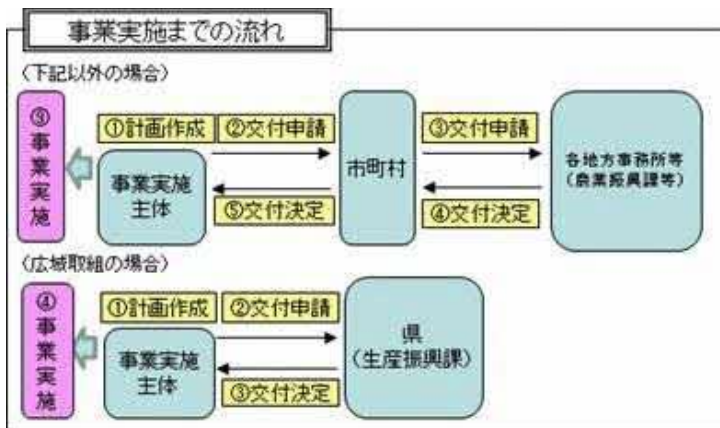 事業実施までの流れ
〈下記以外の場合〉
①計画作成
②交付申請
③交付申請
事業実施
事業実施
主体
市町村
各地方事務所等
(農業振興課等)
⑤交付決定
④交付決定
〈広域取組の場合〉
①計画作成
②交付申請
④事業実施
事業実施
主体
県
(生産振興課)
③交付決定